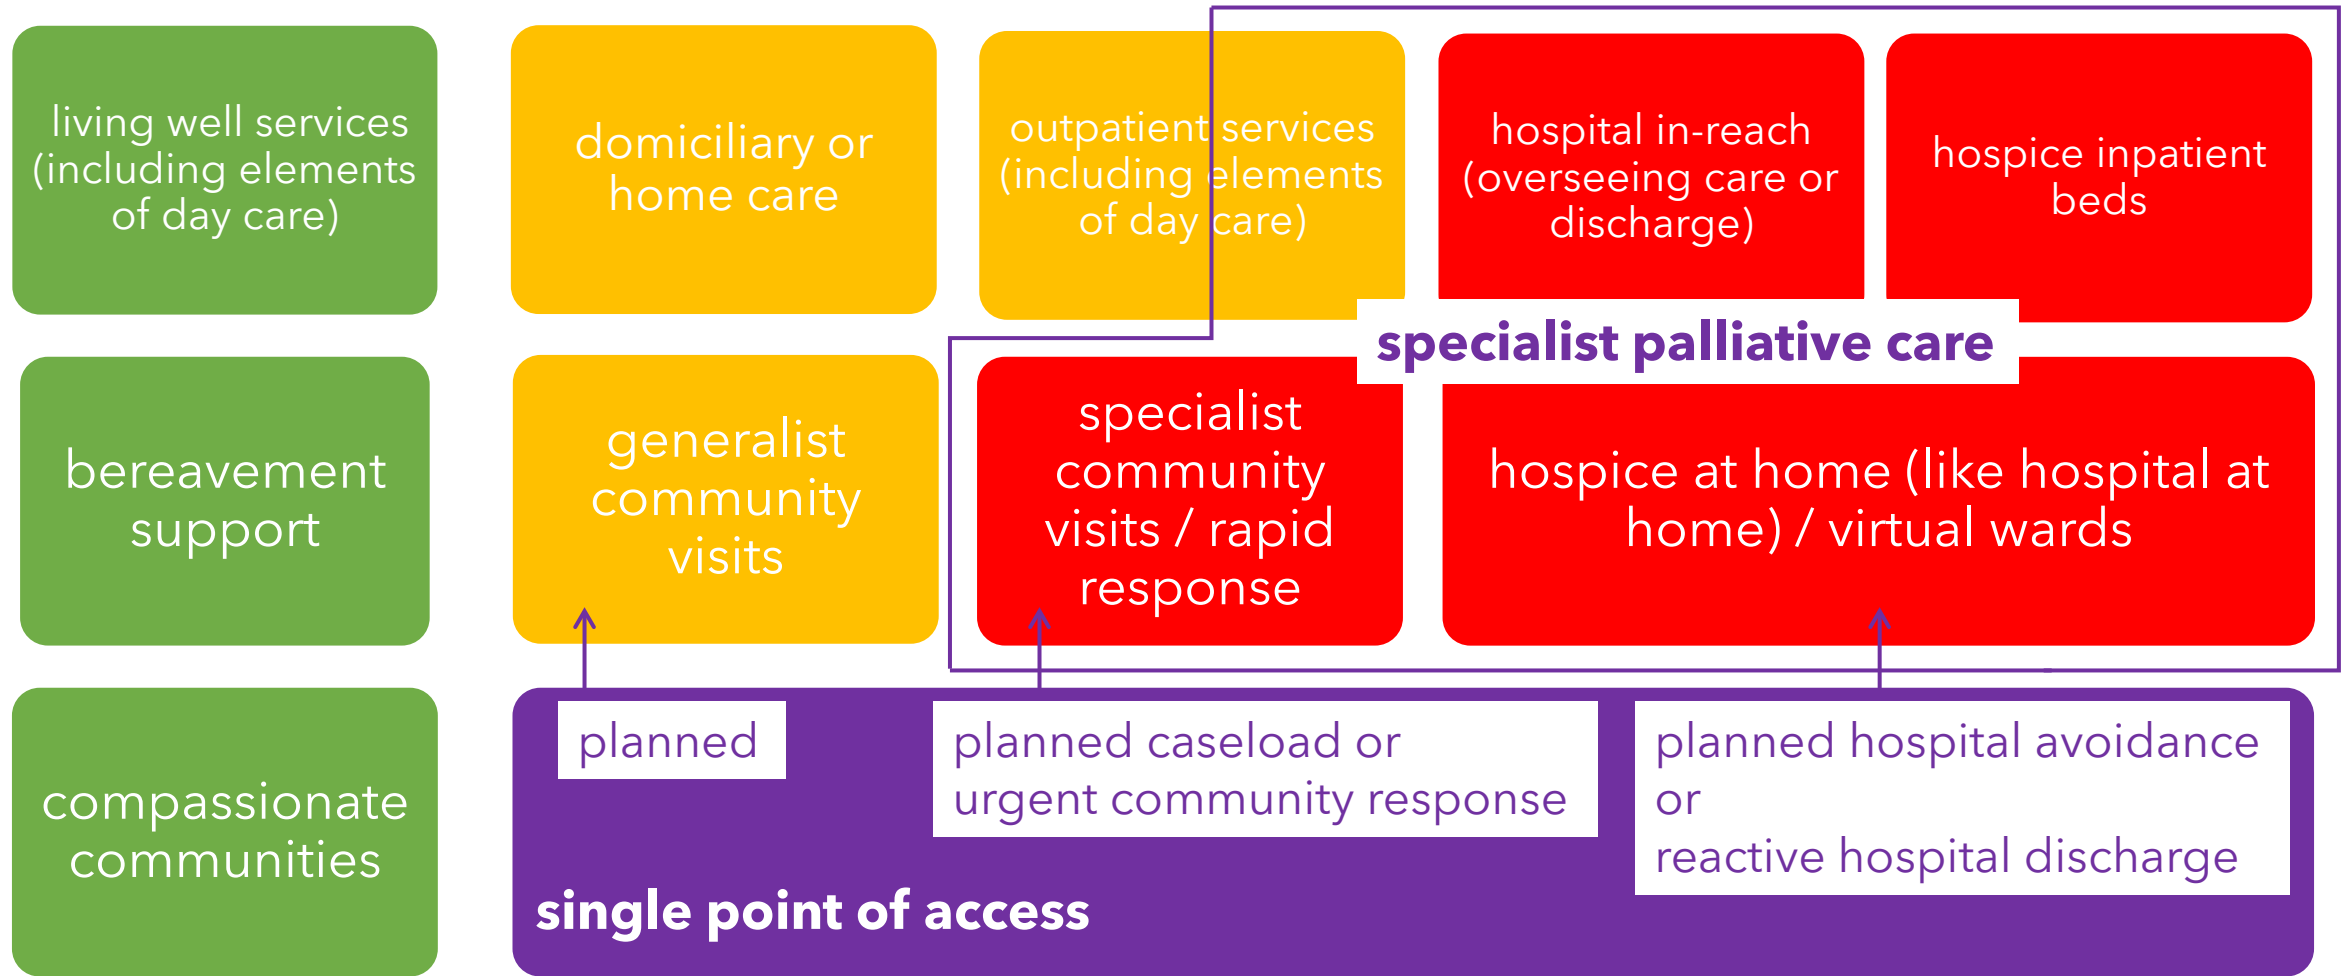 living well services
(including elements
of day care)
domiciliary or
home care
outpatient services
(including elements
of day care)
hospital in-reach
(overseeing care or
discharge)
hospice inpatient
beds
specialist palliative care
bereavement
support
generalist
community
visits
specialist
community
visits / rapid
response
hospice at home (like hospital at
home) / virtual wards
compassionate
communities
planned
planned caseload or
urgent community response
planned hospital avoidance
or
reactive hospital discharge
single point of access